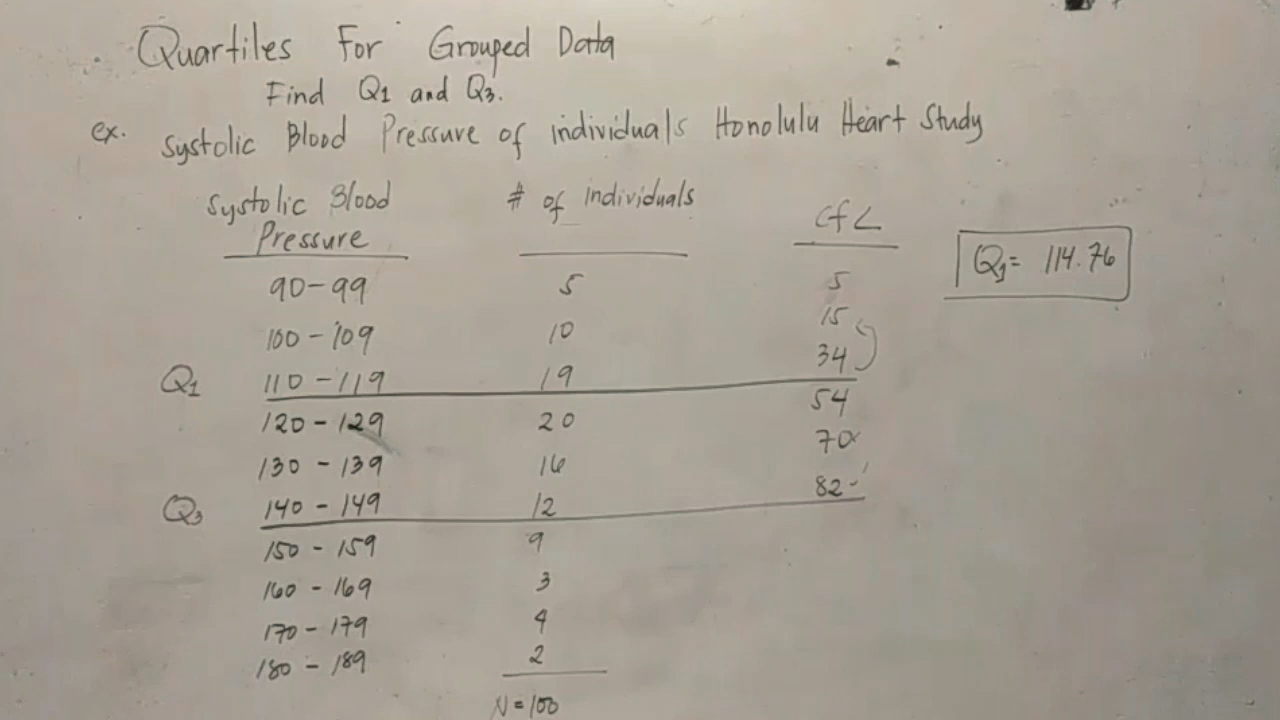 Quartiles For Grouped Data
Find Q1 and Q3.
ex. Systolic Blood Pressure of individuals Honolulu Heart Study
Systolic Blood Pressure # of individuals cf<
90-99 5 5
100-109 10 15
Q1 110-119 19 34
120-129 20 54
130-139 16 70
Q3 140-149 12 82
150-159 9
160-169 3
170-179 4
180-189 2
N=100
Q1= 114.76